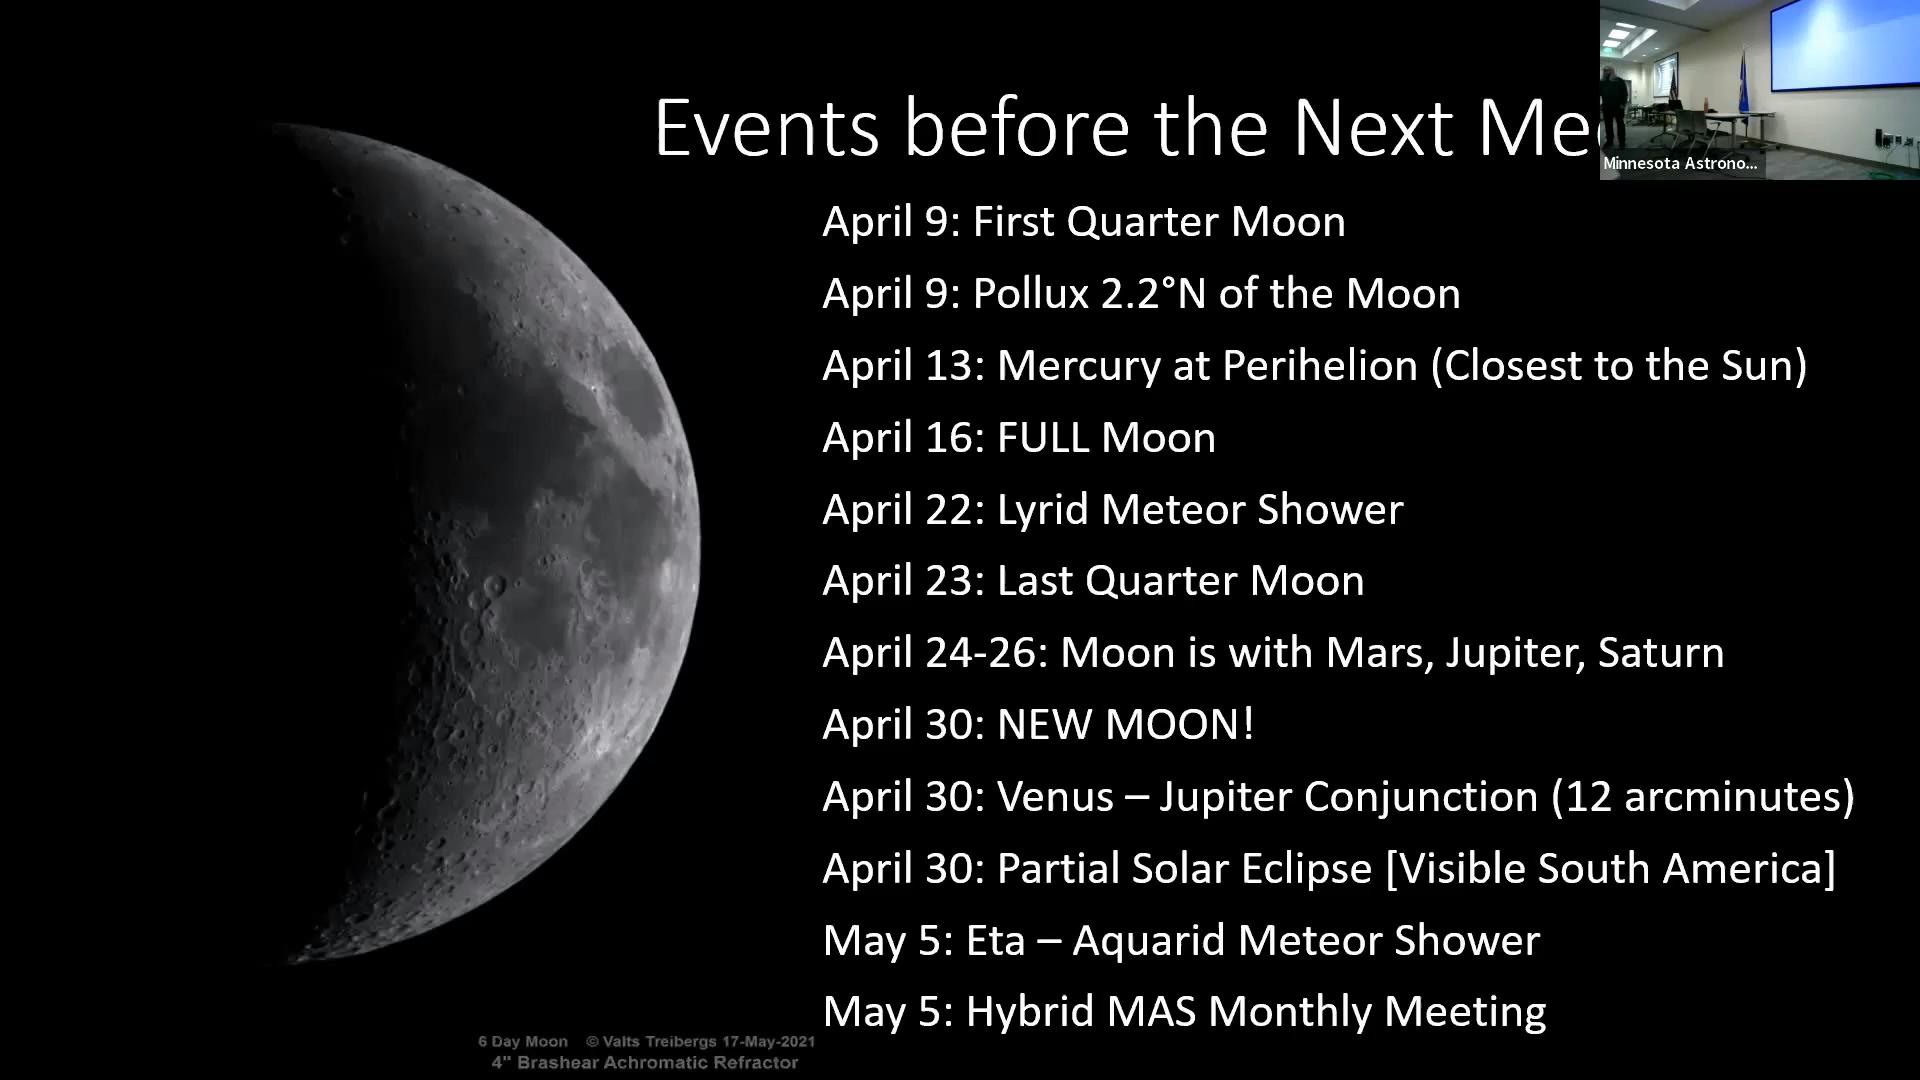 Events before the Next Mee
Minnesota Astrono...
April 9: First Quarter Moon
April 9: Pollux 2.2°N of the Moon
April 13: Mercury at Perihelion (Closest to the Sun)
April 16: FULL Moon
April 22: Lyrid Meteor Shower
April 23: Last Quarter Moon
April 24-26: Moon is with Mars, Jupiter, Saturn
April 30: NEW MOON!
April 30: Venus – Jupiter Conjunction (12 arcminutes)
April 30: Partial Solar Eclipse [Visible South America]
May 5: Eta – Aquarid Meteor Shower
May 5: Hybrid MAS Monthly Meeting
6 Day Moon © Valts Treibergs 17-May-2021
4" Brashear Achromatic Refractor